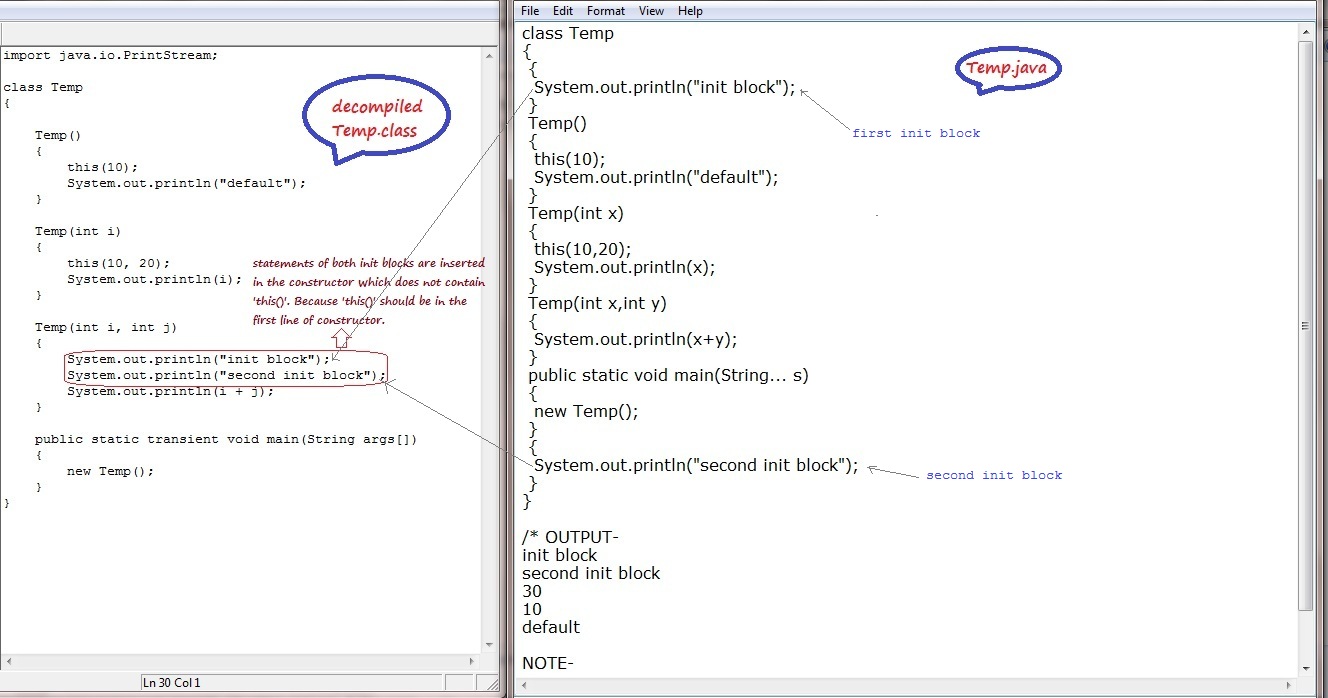 import java.io.PrintStream;
class Temp
{
Temp()
{
this(10);
System.out.println("default");
}
Temp(int i)
{
this(10, 20);
System.out.println(i);
}
Temp(int i, int j)
{
System.out.println("init block");
System.out.println("second init block");
System.out.println(i + j);
}
public static transient void main(String args[])
{
new Temp();
}
}
decompiled
Temp.class
statements of both init blocks are inserted
in the constructor which does not contain
'this()'. Because 'this()' should be in the
first line of constructor.
Ln 30 Col 1
File Edit Format View Help
class Temp
{
{
System.out.println("init block");
}
Temp()
{
this(10);
System.out.println("default");
}
Temp(int x)
{
this(10,20);
System.out.println(x);
}
Temp(int x,int y)
{
System.out.println(x+y);
}
public static void main(String... s)
{
new Temp();
}
{
System.out.println("second init block");
}
}
/* OUTPUT-
init block
second init block
30
10
default
NOTE-
Temp.java
first init block
second init block